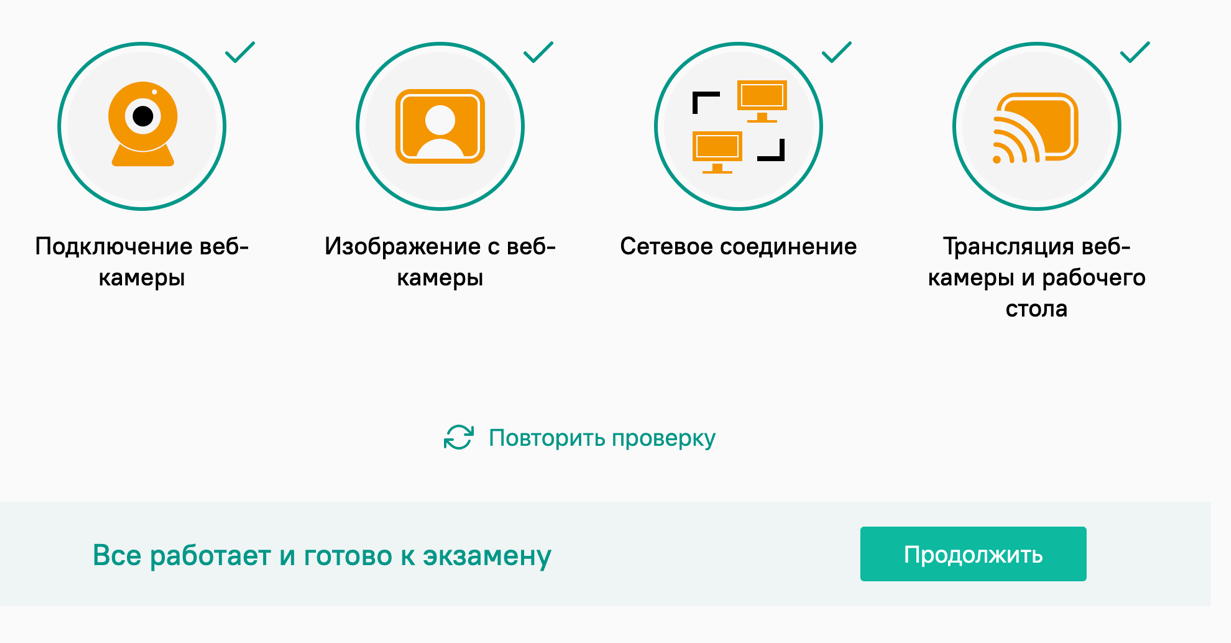 Подключение веб-
камеры
Изображение с веб-
камеры
Сетевое соединение
Трансляция веб-
камеры и рабочего
стола
Повторить проверку
Все работает и готово к экзамену
Продолжить